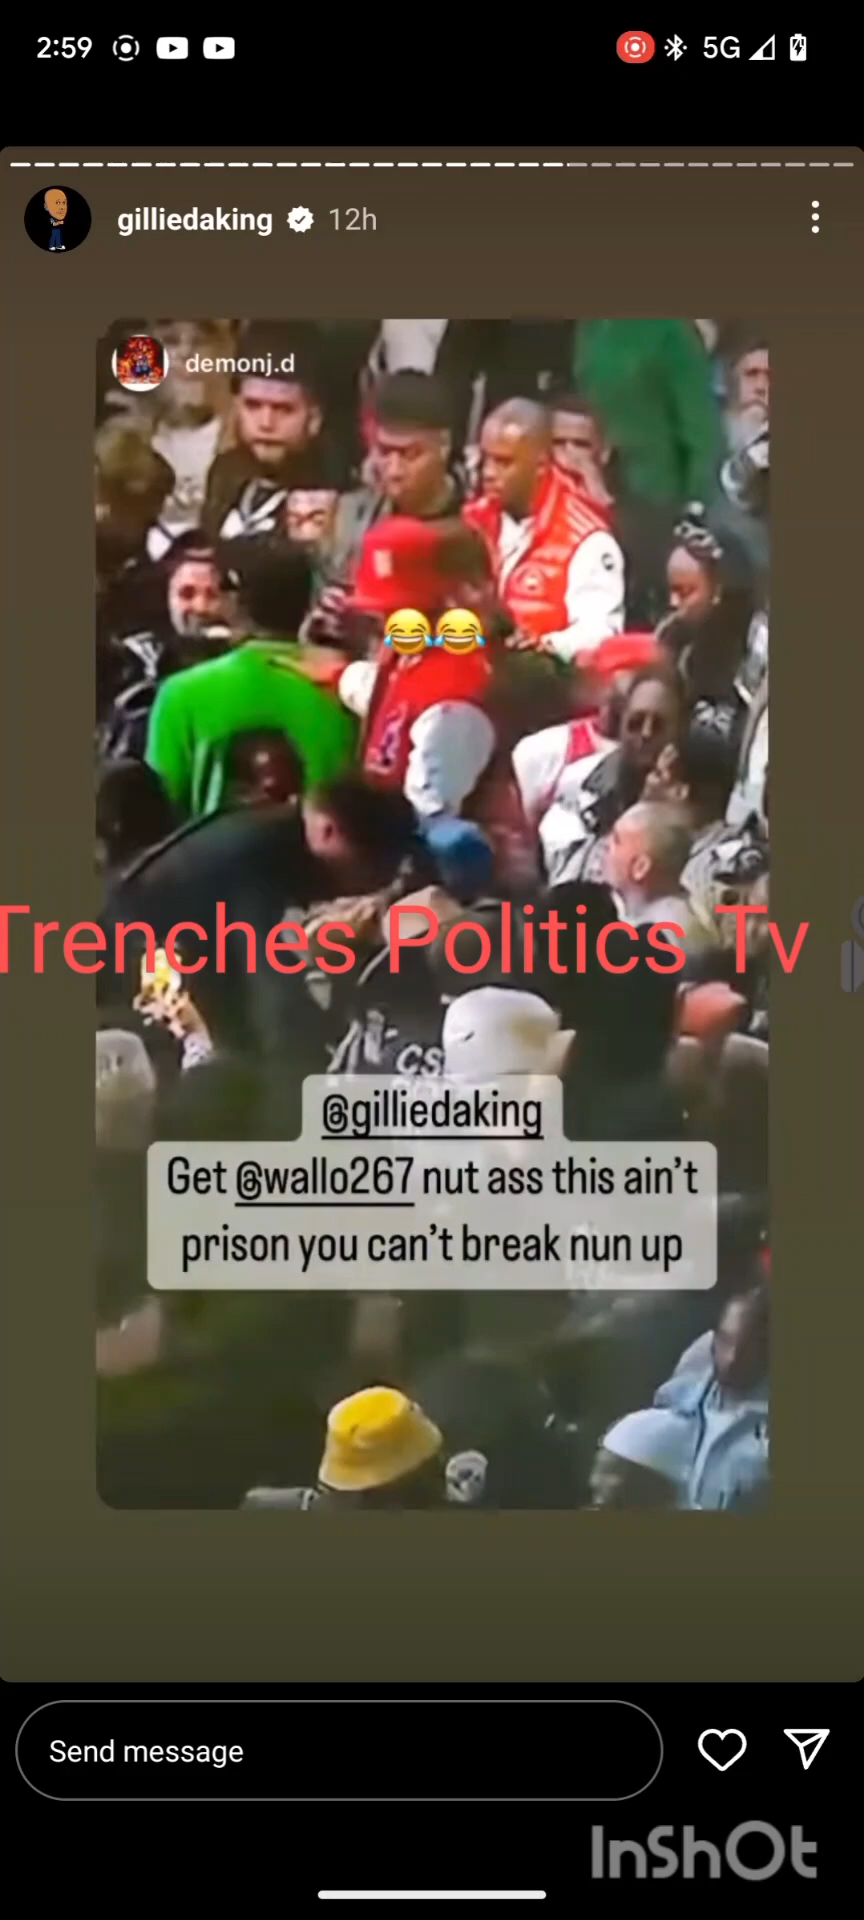 2:59
5G
gilliedaking 12h
demonj.d
😂😂
Trenches Politics Tv
CS
@gilliedaking
Get @wallo267 nut ass this ain't
prison you can't break nun up
Send message
InShOt